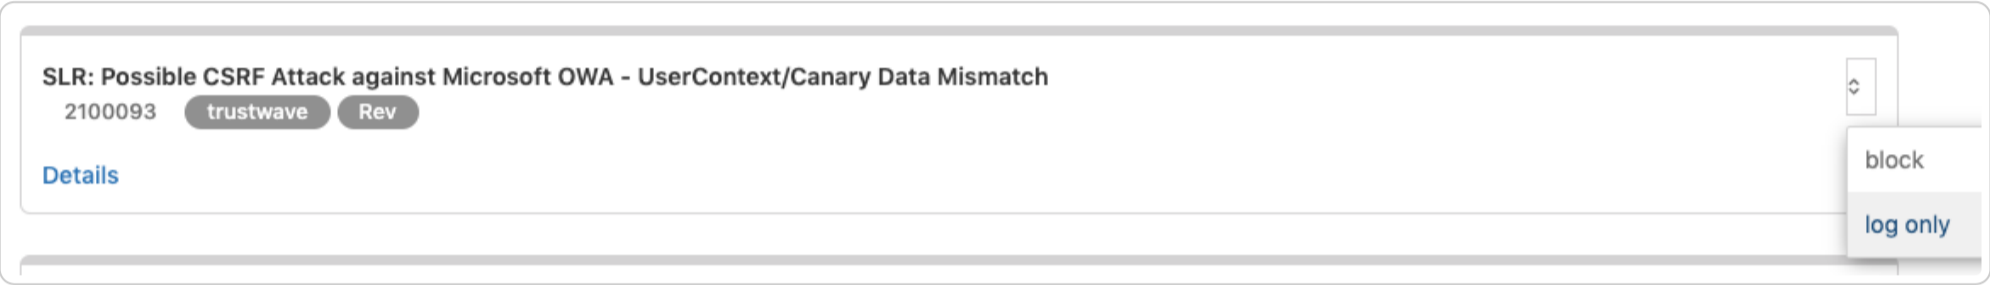 SLR: Possible CSRF Attack against Microsoft OWA - UserContext/Canary Data Mismatch
2100093 trustwave Rev
block
Details
log only